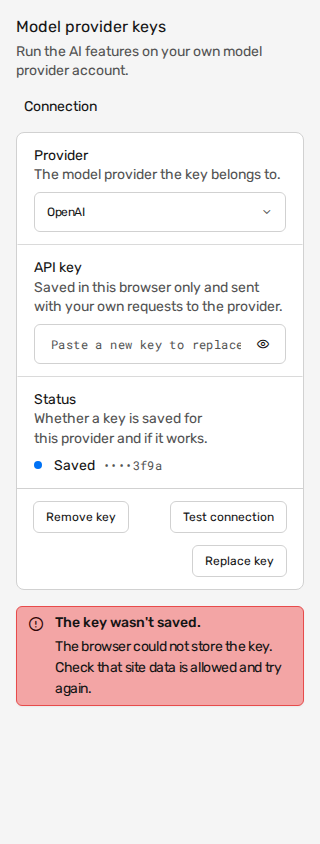 Model provider keys
Run the AI features on your own model
provider account.
Connection
Provider
The model provider the key belongs to.
OpenAI
API key
Saved in this browser only and sent
with your own requests to the provider.
Paste a new key to replace
Status
Whether a key is saved for
this provider and if it works.
Saved ····3f9a
Remove key
Test connection
Replace key
The key wasn't saved.
The browser could not store the key.
Check that site data is allowed and try
again.